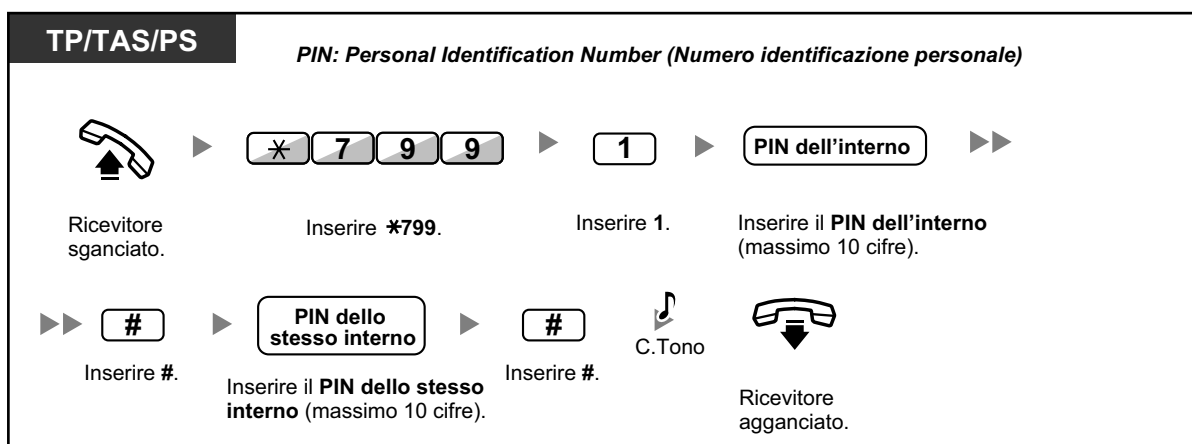 TP/TAS/PS
PIN: Personal Identification Number (Numero identificazione personale)
* 7 9 9
1
PIN dell'interno
Ricevitore
sganciato.
Inserire *799.
Inserire 1.
Inserire il PIN dell'interno
(massimo 10 cifre).
#
PIN dello
stesso interno
#
C.Tono
Inserire #.
Inserire il PIN dello stesso
interno (massimo 10 cifre).
Inserire #.
Ricevitore
agganciato.